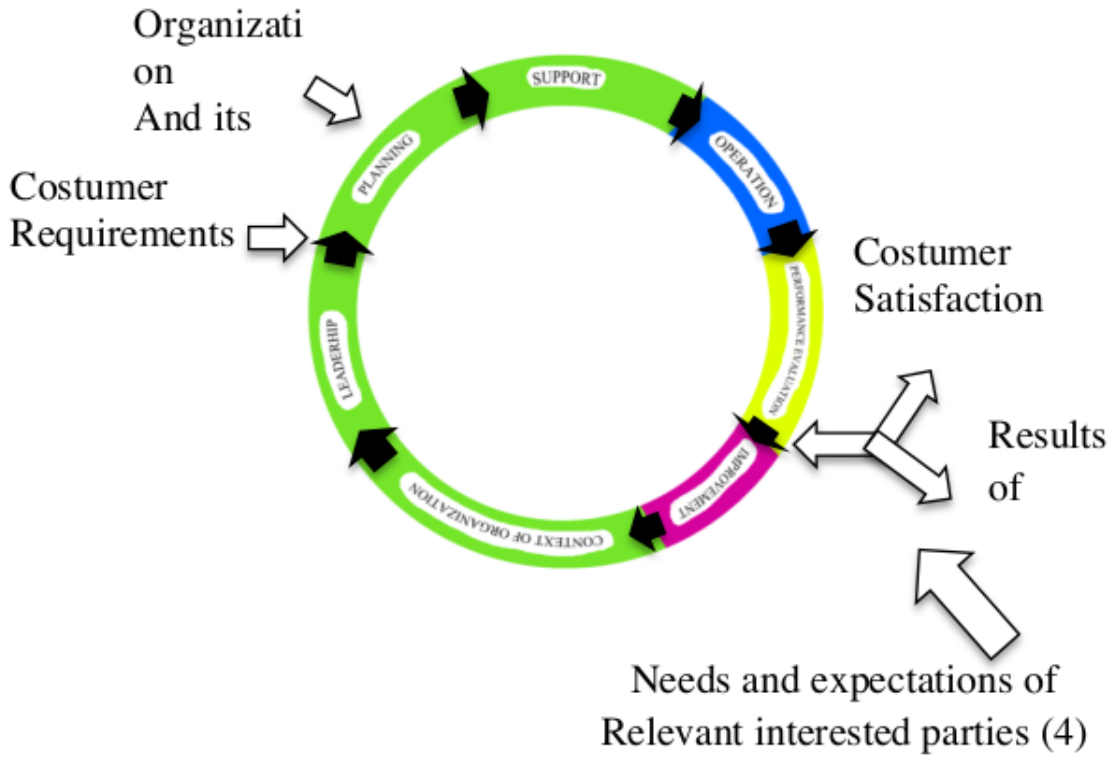 Organizati
on
And its
SUPPORT
OPERATION
PLANNING
Costumer
Requirements
Costumer
Satisfaction
PERFORMANCE EVALUATION
LEADERHIP
IMPROVEMENT
Results
of
CONTEXT OF ORGANIZATION
Needs and expectations of
Relevant interested parties (4)